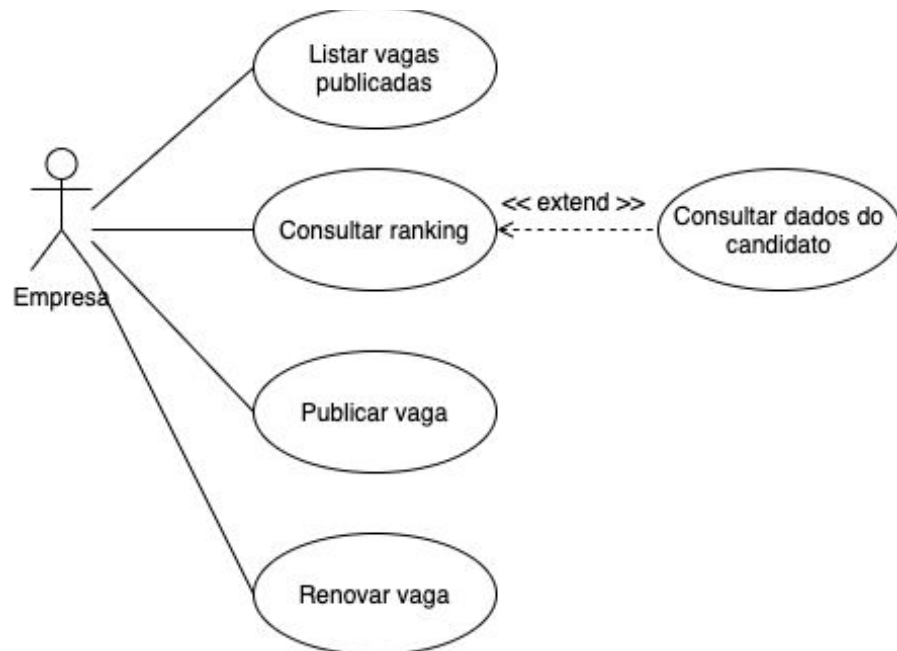 Listar vagas
publicadas
Consultar ranking
<< extend >>
Consultar dados do
candidato
Empresa
Publicar vaga
Renovar vaga